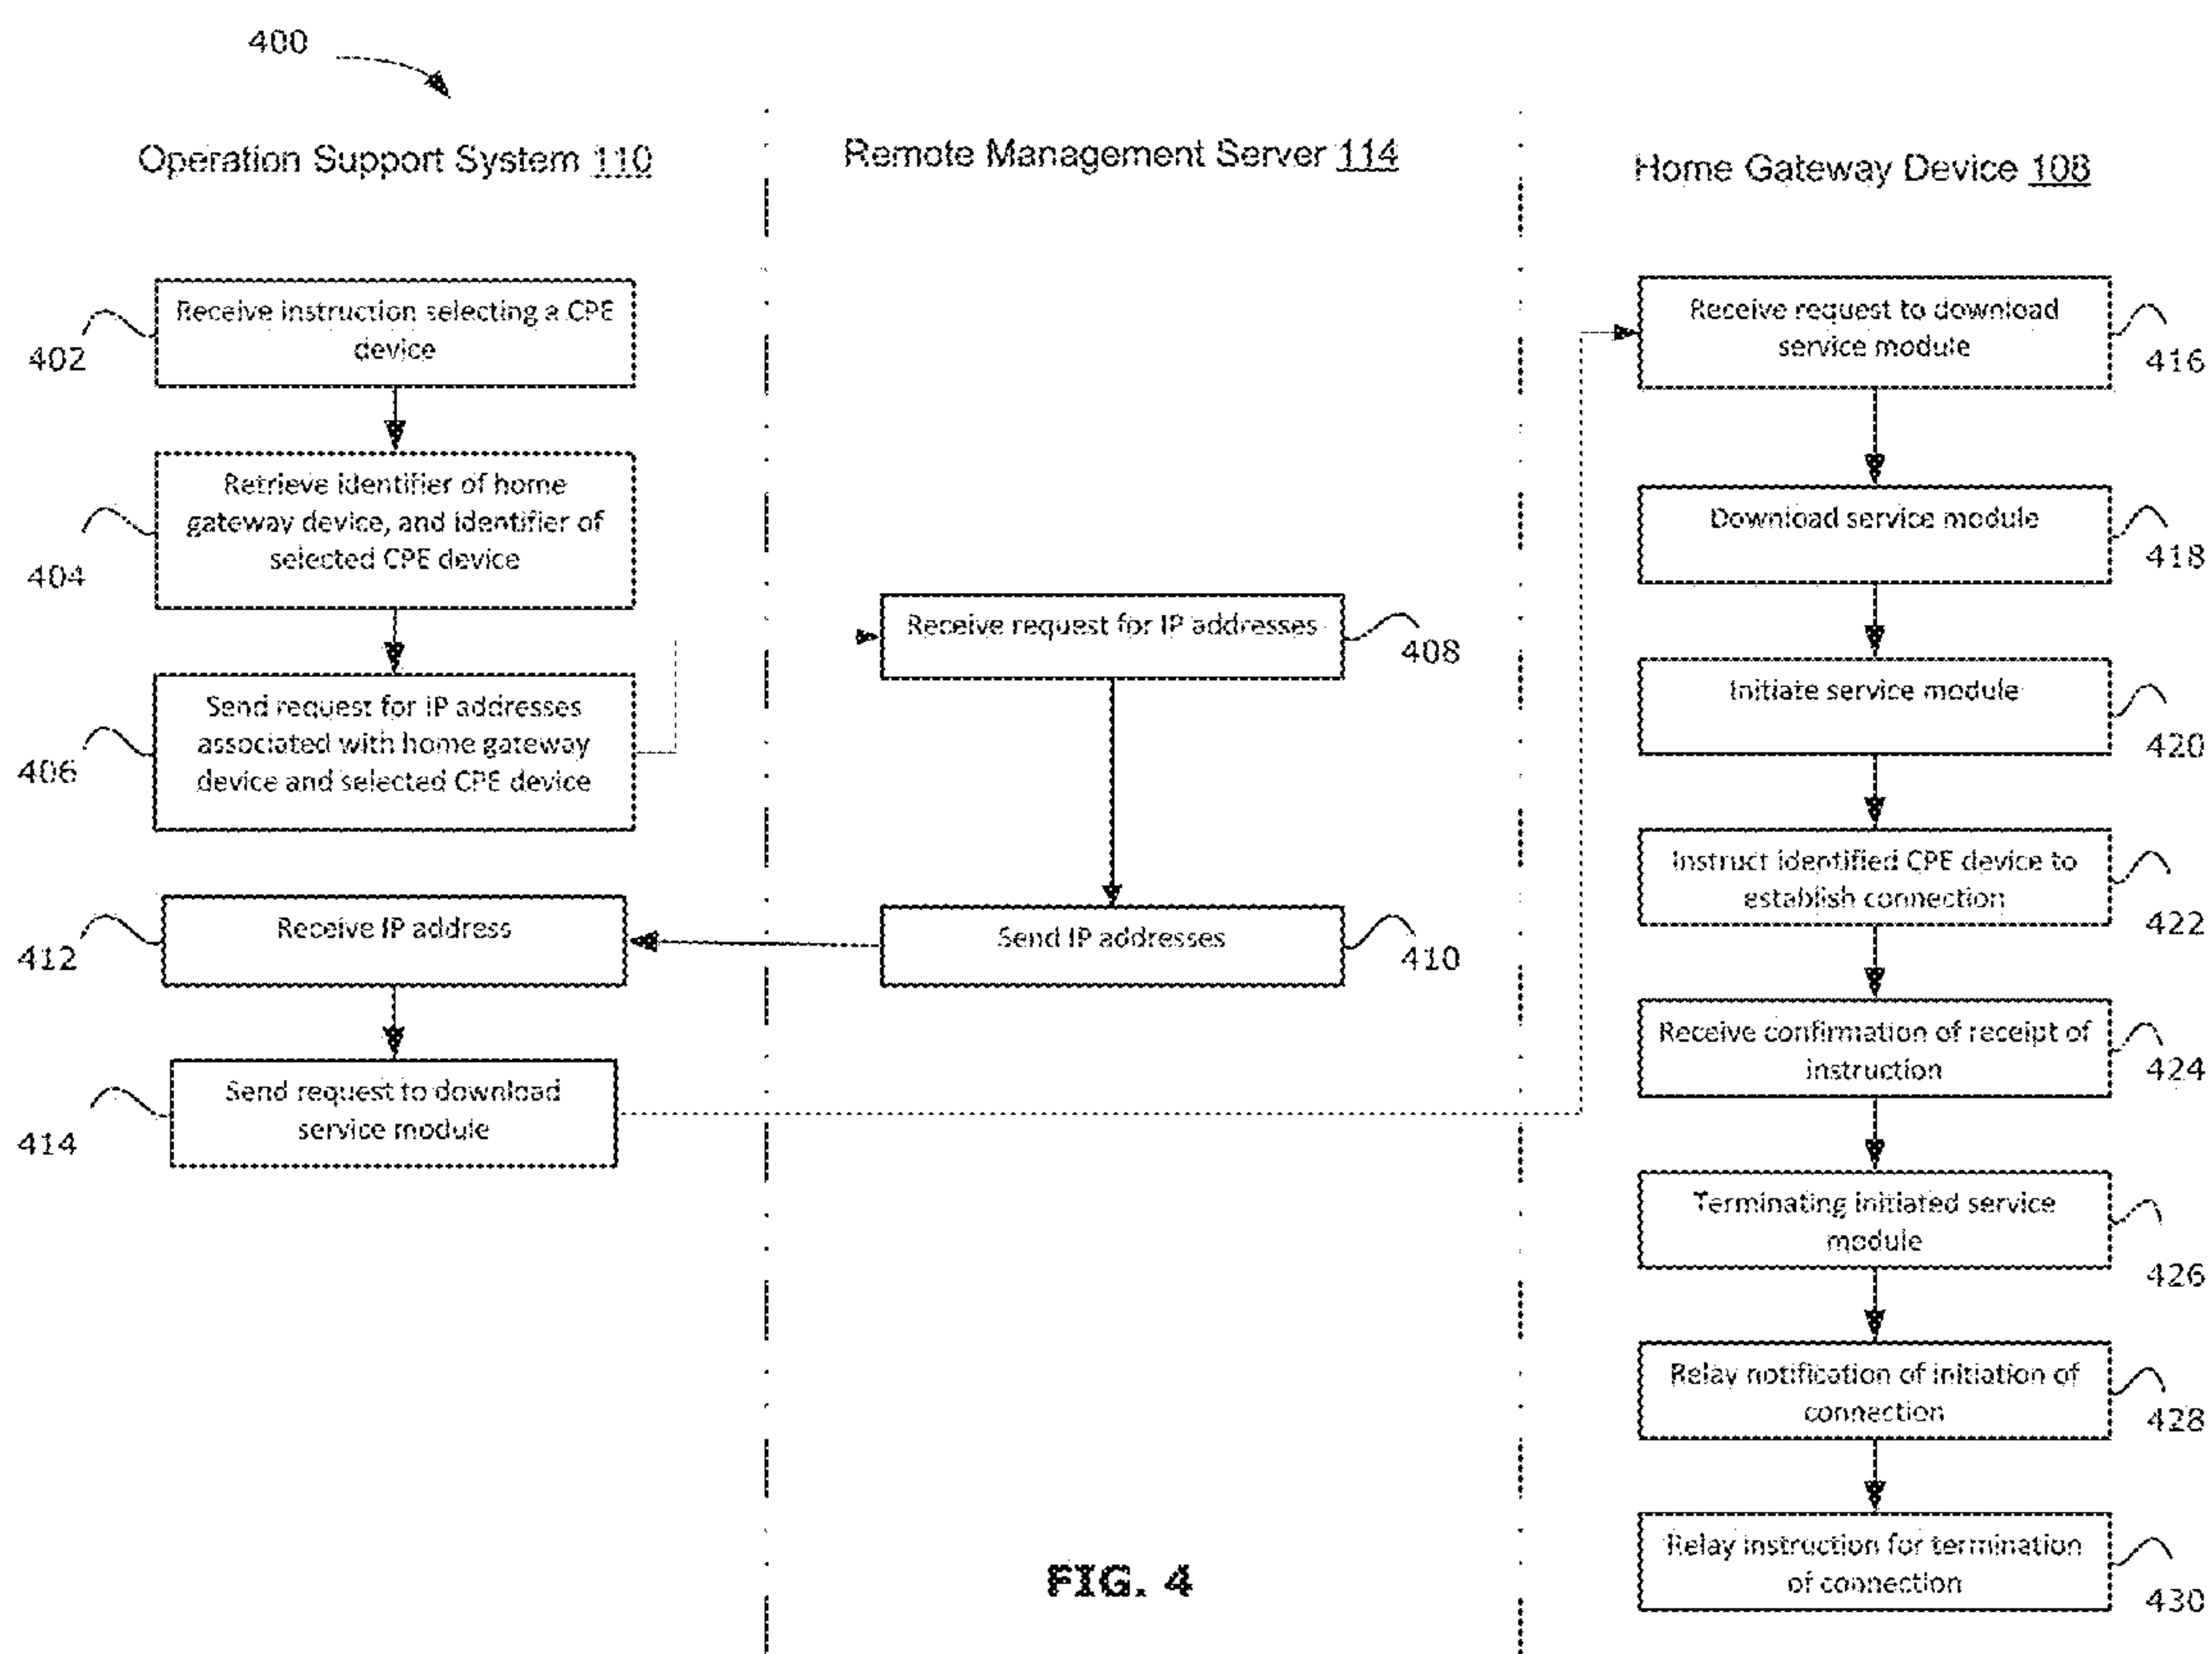 400
Operation Support System 110
Remote Management Server 114
Home Gateway Device 108
Receive instruction selecting a CPE
device
402
Retrieve identifier of home
gateway device, and identifier of
selected CPE device
404
Send request for IP addresses
associated with home gateway
device and selected CPE device
406
Receive IP address
412
Send request to download
service module
414
Receive request for IP addresses
408
Send IP addresses
410
Receive request to download
service module
416
Download service module
418
Initiate service module
420
Instruct identified CPE device to
establish connection
422
Receive confirmation of receipt of
instruction
424
Terminating initiated service
module
426
Relay notification of initiation of
connection
428
Relay instruction for termination
of connection
430
FIG. 4